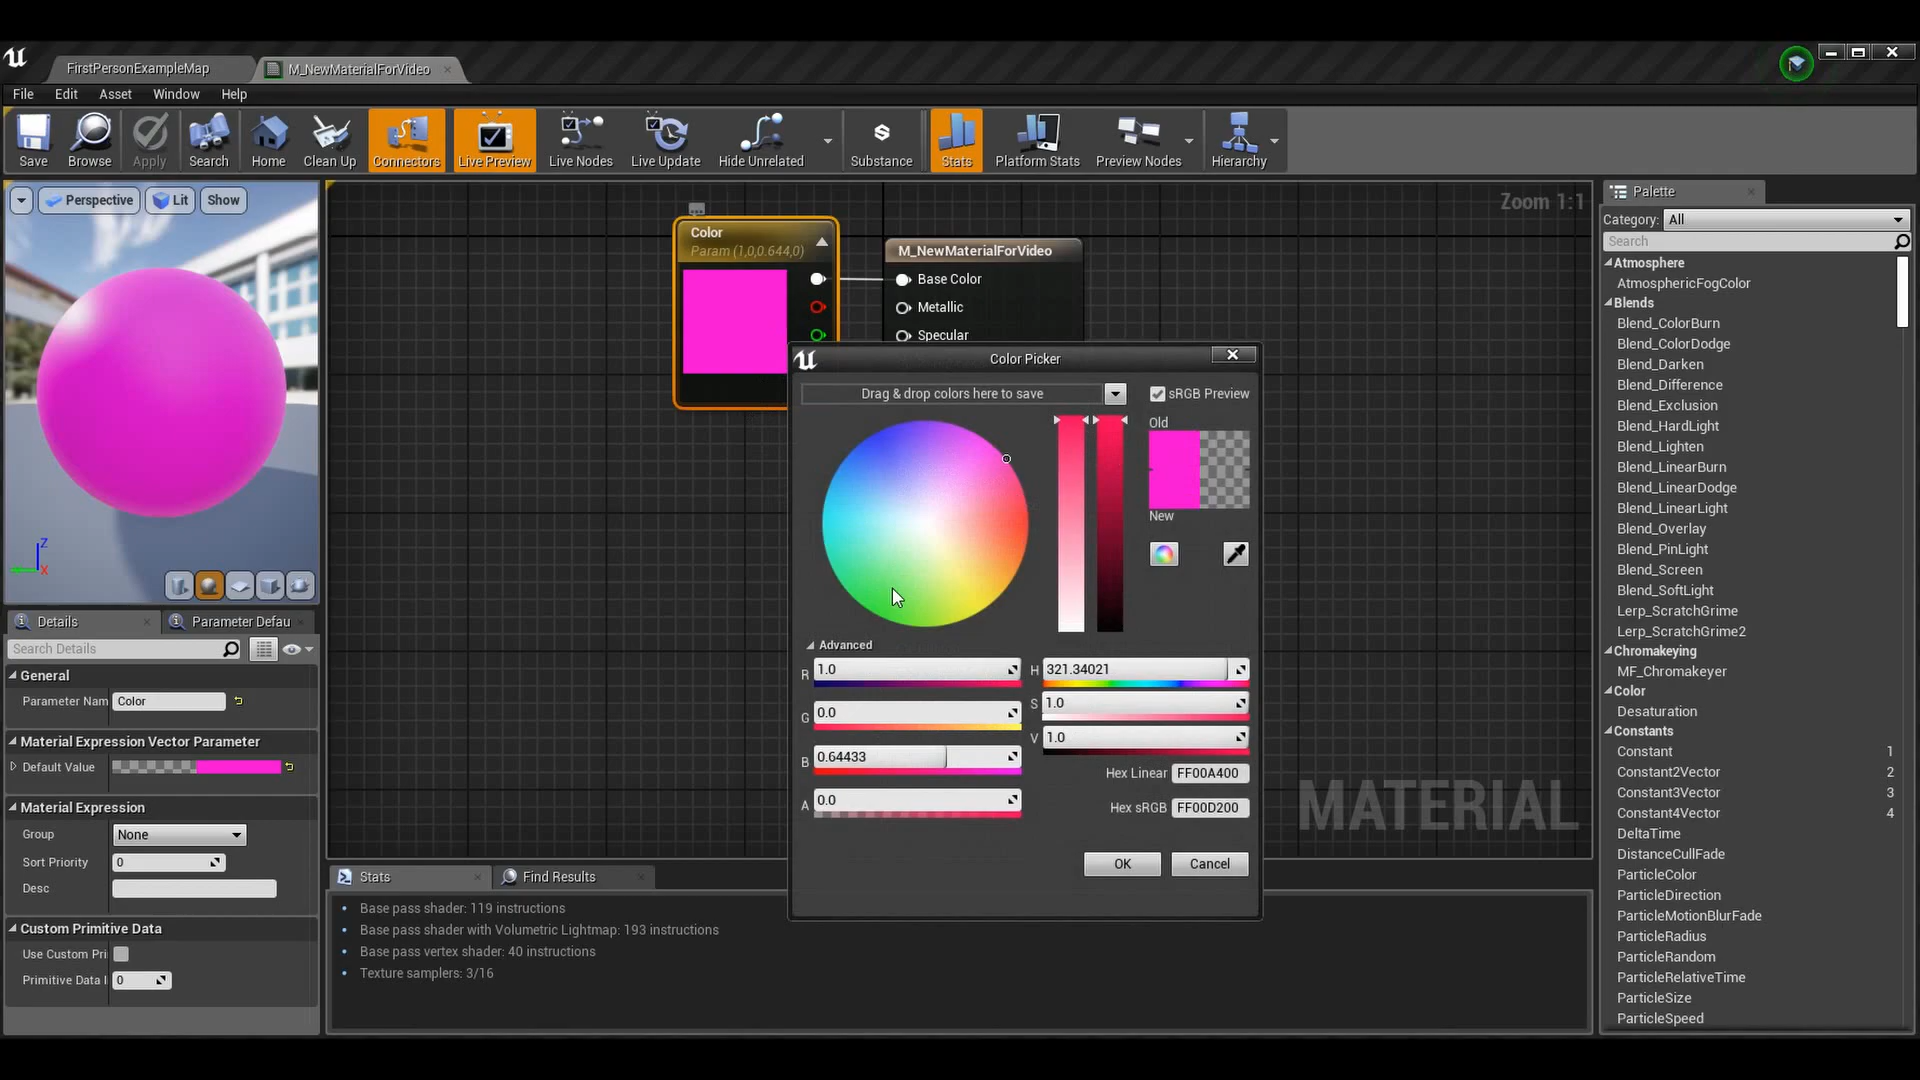 FirstPersonExampleMap
M_NewMaterialForVideo
File Edit Asset Window Help
Save Browse Apply Search Home Clean Up Connectors Live Preview Live Nodes Live Update Hide Unrelated Substance Stats Platform Stats Preview Nodes Hierarchy
Perspective Lit Show
Z
X
Zoom 1:1
Color
Param (1,0,0.644,0)
M_NewMaterialForVideo
Base Color
Metallic
Specular
MATERIAL
Color Picker
Drag & drop colors here to save
sRGB Preview
Old
New
Advanced
R 1.0
G 0.0
B 0.64433
A 0.0
H 321.34021
S 1.0
V 1.0
Hex Linear FF00A400
Hex sRGB FF00D200
OK Cancel
Details
Parameter Defau
Search Details
General
Parameter Nam Color
Material Expression Vector Parameter
Default Value
Material Expression
Group None
Sort Priority 0
Desc
Custom Primitive Data
Use Custom Pri
Primitive Data I 0
Stats
Find Results
Base pass shader: 119 instructions
Base pass shader with Volumetric Lightmap: 193 instructions
Base pass vertex shader: 40 instructions
Texture samplers: 3/16
Palette
Category: All
Search
Atmosphere
AtmosphericFogColor
Blends
Blend_ColorBurn
Blend_ColorDodge
Blend_Darken
Blend_Difference
Blend_Exclusion
Blend_HardLight
Blend_Lighten
Blend_LinearBurn
Blend_LinearDodge
Blend_LinearLight
Blend_Overlay
Blend_PinLight
Blend_Screen
Blend_SoftLight
Lerp_ScratchGrime
Lerp_ScratchGrime2
Chromakeying
MF_Chromakeyer
Color
Desaturation
Constants
Constant 1
Constant2Vector 2
Constant3Vector 3
Constant4Vector 4
DeltaTime
DistanceCullFade
ParticleColor
ParticleDirection
ParticleMotionBlurFade
ParticleRadius
ParticleRandom
ParticleRelativeTime
ParticleSize
ParticleSpeed